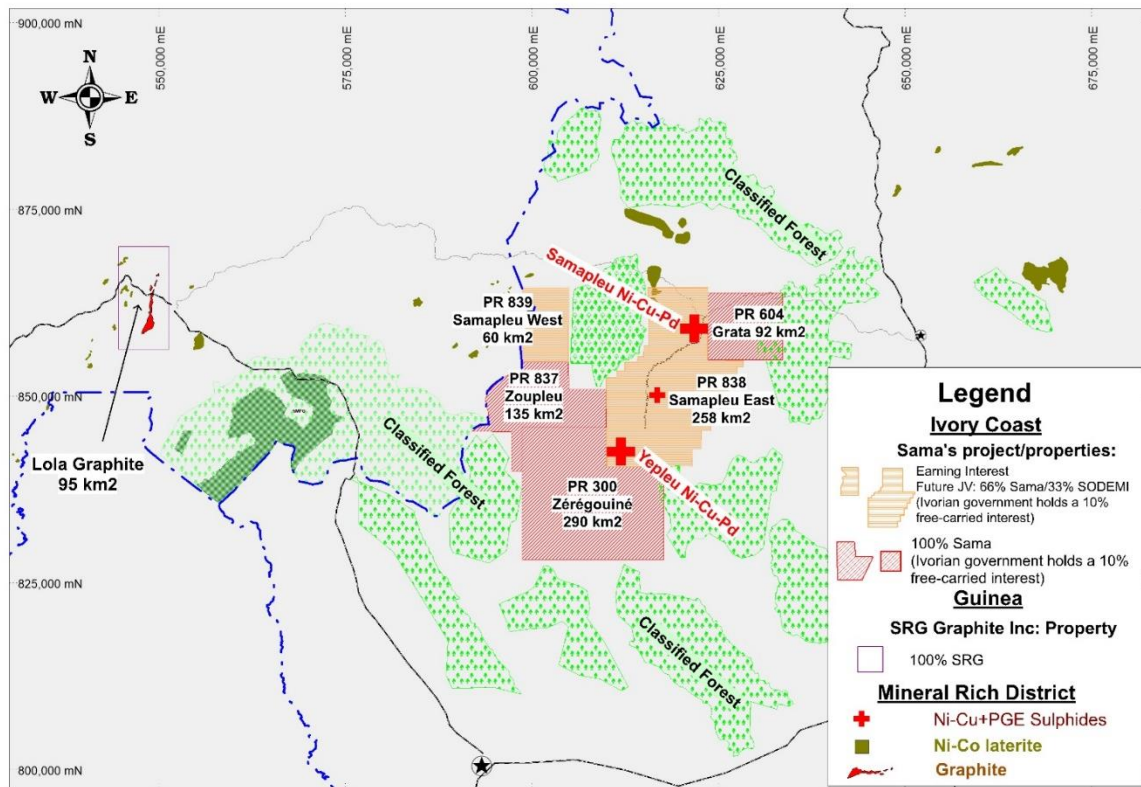 900,000 mN
550,000 mE
575,000 mE
600,000 mE
625,000 mE
650,000 mE
675,000 mE
N
W E
S
875,000 mN
Classified Forest
Samapleu Ni-Cu-Pd
PR 839
Samapleu West
60 km2
PR 604
Grata 92 km2
850,000 mN
PR 837
Zoupleu
135 km2
PR 838
Samapleu East
258 km2
Lola Graphite
95 km2
Classified Forest
Yepleu Ni-Cu-Pd
PR 300
Zérégouiné
290 km2
825,000 mN
Classified Forest
800,000 mN
Legend
Ivory Coast
Sama's project/properties:
Earning Interest
Future JV: 66% Sama/33% SODEMI
(Ivorian government holds a 10%
free-carried interest)
100% Sama
(Ivorian government holds a 10%
free-carried interest)
Guinea
SRG Graphite Inc: Property
100% SRG
Mineral Rich District
Ni-Cu+PGE Sulphides
Ni-Co laterite
Graphite